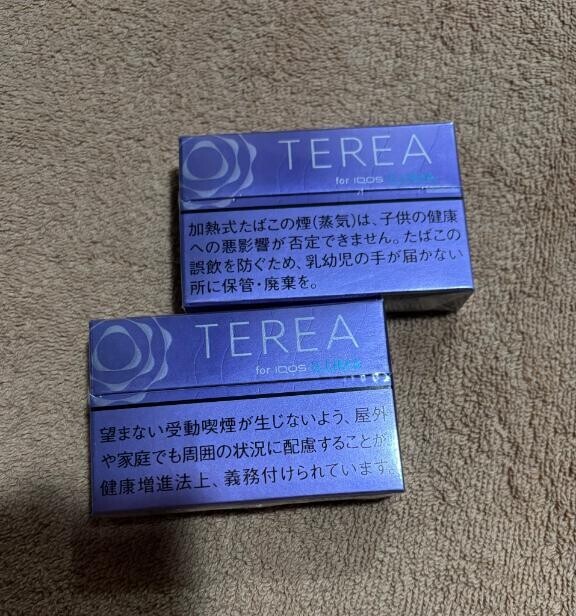 TEREA
for IQOS ILUMA
加熱式たばこの煙(蒸気)は、子供の健康
への悪影響が否定できません。たばこの
誤飲を防ぐため、乳幼児の手が届かない
所に保管・廃棄を。
TEREA
for IQOS ILUMA
望まない受動喫煙が生じないよう、屋外
や家庭でも周囲の状況に配慮することが
健康増進法上、義務付けられています。